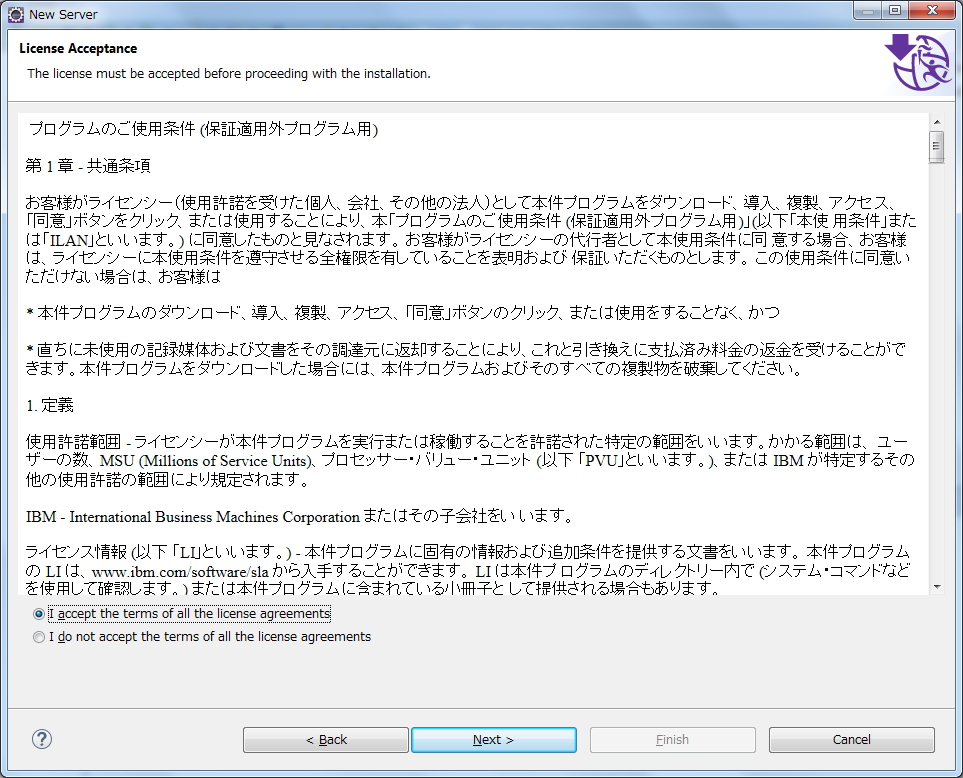 New Server
License Acceptance
The license must be accepted before proceeding with the installation.
プログラムのご使用条件 (保証適用外プログラム用)
第 1 章 - 共通条項
お客様がライセンシー（使用許諾を受けた個人、会社、その他の法人）として本件プログラムをダウンロード、導入、複製、アクセス、
「同意」ボタンをクリック、または使用することにより、本「プログラムのご使用条件 (保証適用外プログラム用)」(以下「本使 用条件」また
は「ILAN」といいます。) に同意したものと見なされます。 お客様がライセンシーの代行者として本使用条件に同 意する場合、お客様
は、ライセンシーに本使用条件を遵守させる全権限を有していることを表明および 保証いただくものとします。 この使用条件に同意い
ただけない場合は、お客様は
* 本件プログラムのダウンロード、導入、複製、アクセス、「同意」ボタンのクリック、または使用をすることなく、かつ
* 直ちに未使用の記録媒体および文書をその調達元に返却することにより、これと引き換えに支払済み料金の返金を受けることがで
きます。本件プログラムをダウンロードした場合には、本件プログラムおよびそのすべての複製物を破棄してください。
1. 定義
使用許諾範囲 - ライセンシーが本件プログラムを実行または稼働することを許諾された特定の範囲をいいます。かかる範囲は、ユー
ザーの数、MSU (Millions of Service Units)、プロセッサー・バリュー・ユニット (以下 「PVU」といいます。)、または IBM が特定するその
他の使用許諾の範囲により規定されます。
IBM - International Business Machines Corporation またはその子会社をい います。
ライセンス情報 (以下 「LI」といいます。) - 本件プログラムに固有の情報および追加条件を提供する文書をいいます。 本件プログラム
の LI は、www.ibm.com/software/sla から入手することができます。 LI は本件プ ログラムのディレクトリー内で (システム・コマンドなど
を使用して確認します。) または本件プログラムに含まれている小冊子と して提供される場合もあります。
I accept the terms of all the license agreements
I do not accept the terms of all the license agreements
? < Back Next > Finish Cancel